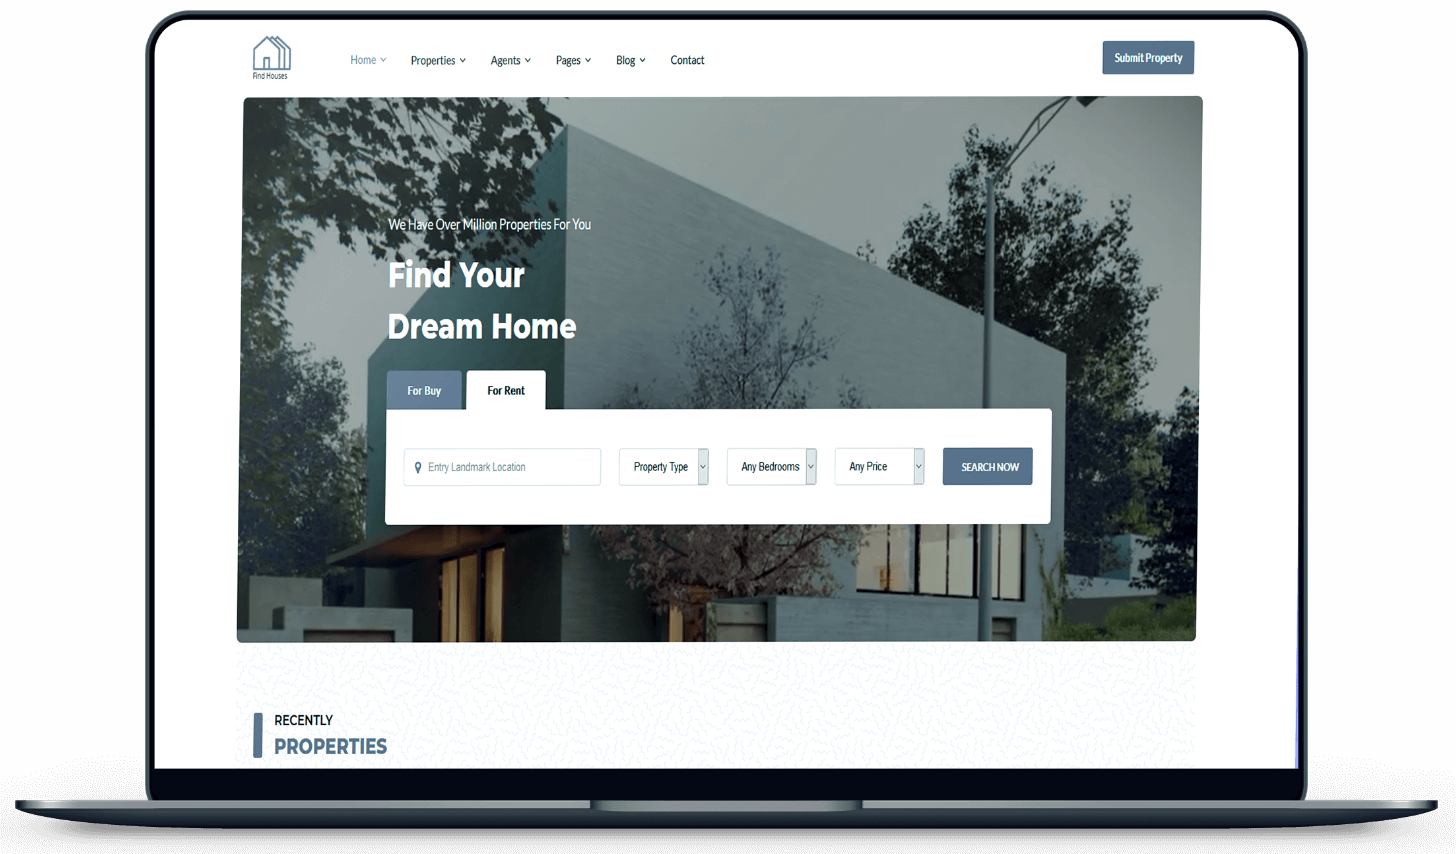 Find Houses
Home
Properties
Agents
Pages
Blog
Contact
Submit Property
We Have Over Million Properties For You
Find Your
Dream Home
For Buy
For Rent
Entry Landmark Location
Property Type
Any Bedrooms
Any Price
SEARCH NOW
RECENTLY
PROPERTIES